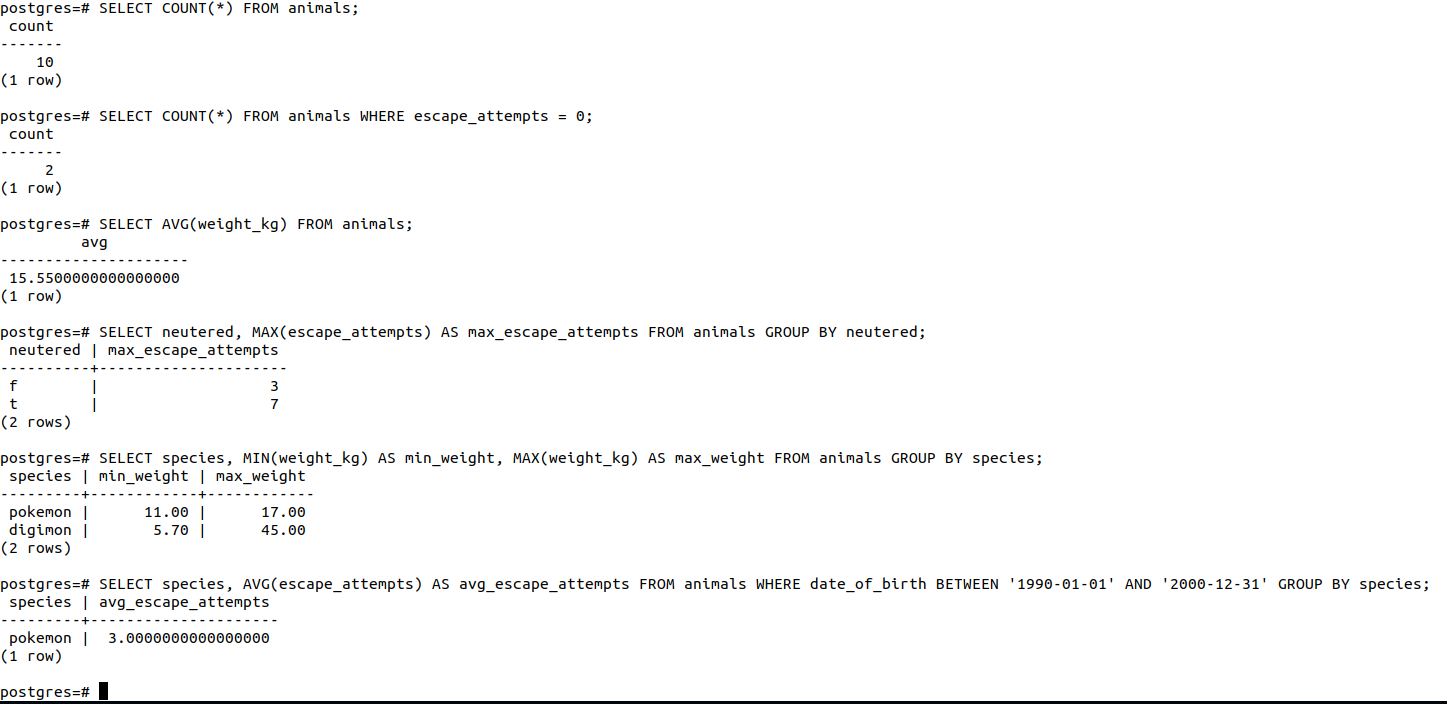 postgres=# SELECT COUNT(*) FROM animals;
 count
-------
    10
(1 row)

postgres=# SELECT COUNT(*) FROM animals WHERE escape_attempts = 0;
 count
-------
     2
(1 row)

postgres=# SELECT AVG(weight_kg) FROM animals;
         avg
---------------------
 15.5500000000000000
(1 row)

postgres=# SELECT neutered, MAX(escape_attempts) AS max_escape_attempts FROM animals GROUP BY neutered;
 neutered | max_escape_attempts
----------+---------------------
 f        |                   3
 t        |                   7
(2 rows)

postgres=# SELECT species, MIN(weight_kg) AS min_weight, MAX(weight_kg) AS max_weight FROM animals GROUP BY species;
 species | min_weight | max_weight
---------+------------+------------
 pokemon |      11.00 |      17.00
 digimon |       5.70 |      45.00
(2 rows)

postgres=# SELECT species, AVG(escape_attempts) AS avg_escape_attempts FROM animals WHERE date_of_birth BETWEEN '1990-01-01' AND '2000-12-31' GROUP BY species;
 species | avg_escape_attempts
---------+---------------------
 pokemon |  3.0000000000000000
(1 row)

postgres=#